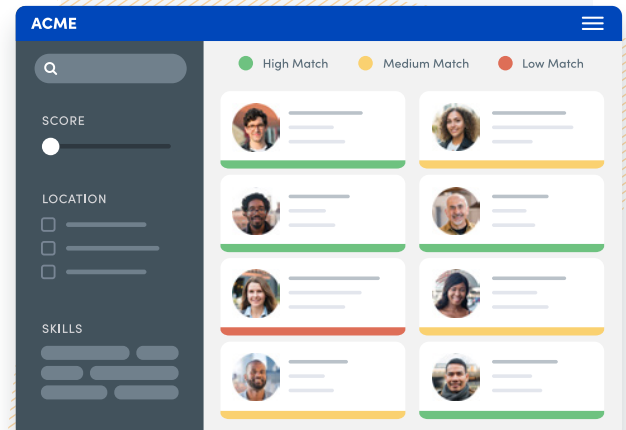 ACME
High Match
Medium Match
Low Match
SCORE
LOCATION
SKILLS